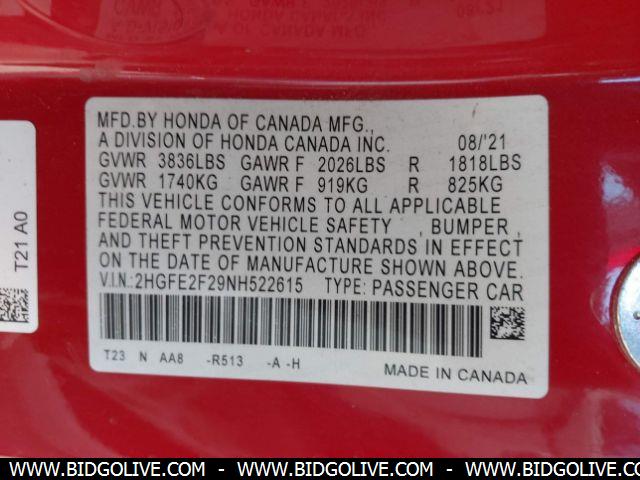 MFD.BY HONDA OF CANADA MFG.,
A DIVISION OF HONDA CANADA INC. 08/'21
GVWR 3836LBS GAWR F 2026LBS R 1818LBS
GVWR 1740KG GAWR F 919KG R 825KG
THIS VEHICLE CONFORMS TO ALL APPLICABLE
FEDERAL MOTOR VEHICLE SAFETY , BUMPER ,
AND THEFT PREVENTION STANDARDS IN EFFECT
ON THE DATE OF MANUFACTURE SHOWN ABOVE.
V.I.N.:2HGFE2F29NH522615 TYPE: PASSENGER CAR
T23 N AA8 -R513 -A -H
MADE IN CANADA
T21 A0
WWW.BIDGOLIVE.COM - WWW.BIDGOLIVE.COM - WWW.BIDGOLIVE.COM